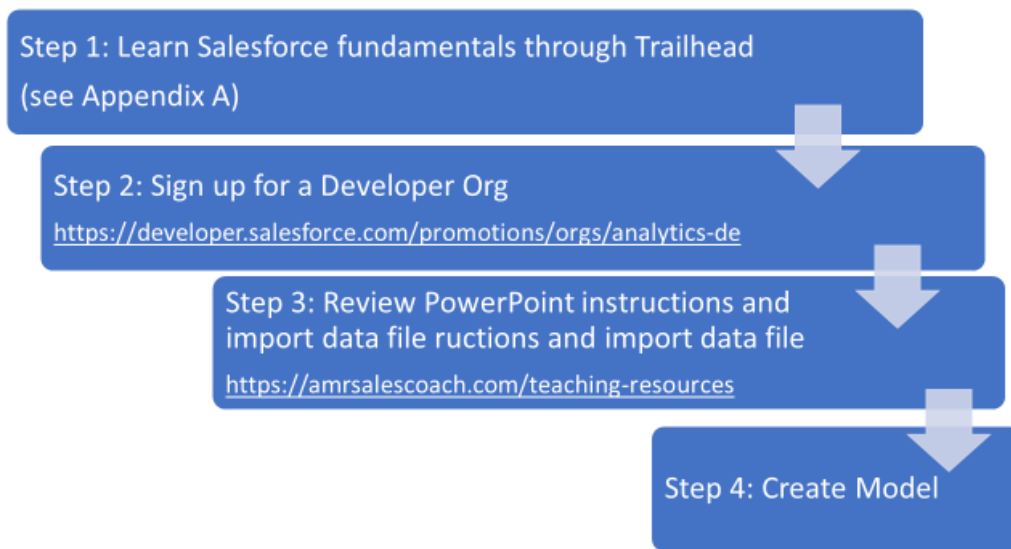 Step 1: Learn Salesforce fundamentals through Trailhead
(see Appendix A)
Step 2: Sign up for a Developer Org
https://developer.salesforce.com/promotions/orgs/analytics-de
Step 3: Review PowerPoint instructions and
import data file ructions and import data file
https://amrsalescoach.com/teaching-resources
Step 4: Create Model